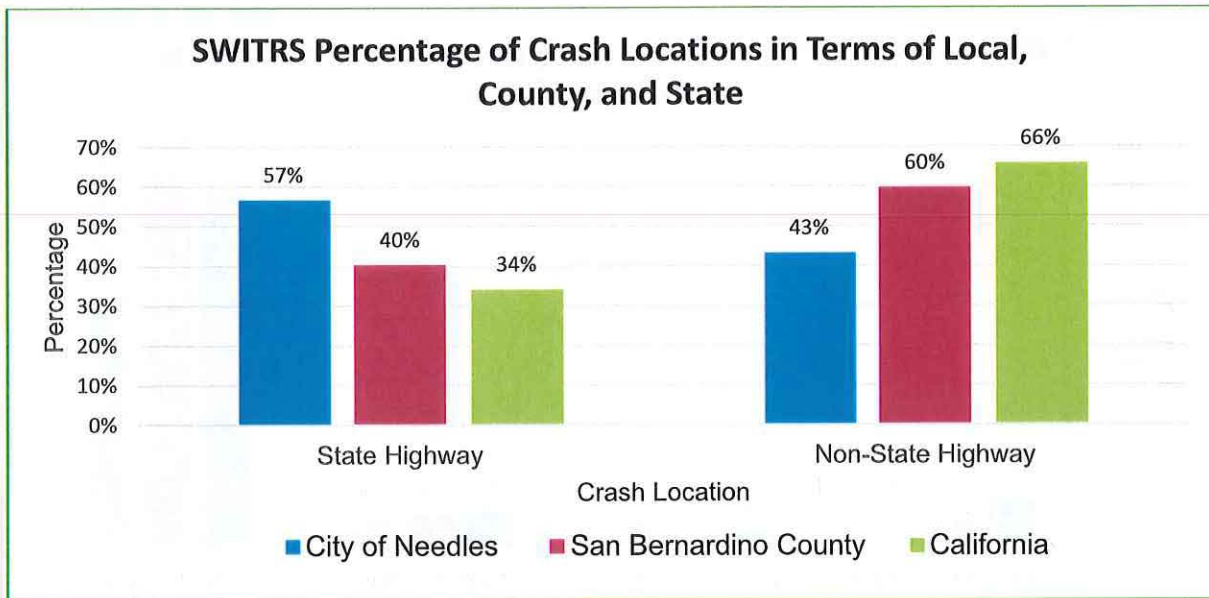 SWITRS Percentage of Crash Locations in Terms of Local,
County, and State
70%
60%
50%
40%
30%
20%
10%
0%
Percentage
57%
40%
34%
43%
60%
66%
State Highway
Non-State Highway
Crash Location
City of Needles
San Bernardino County
California